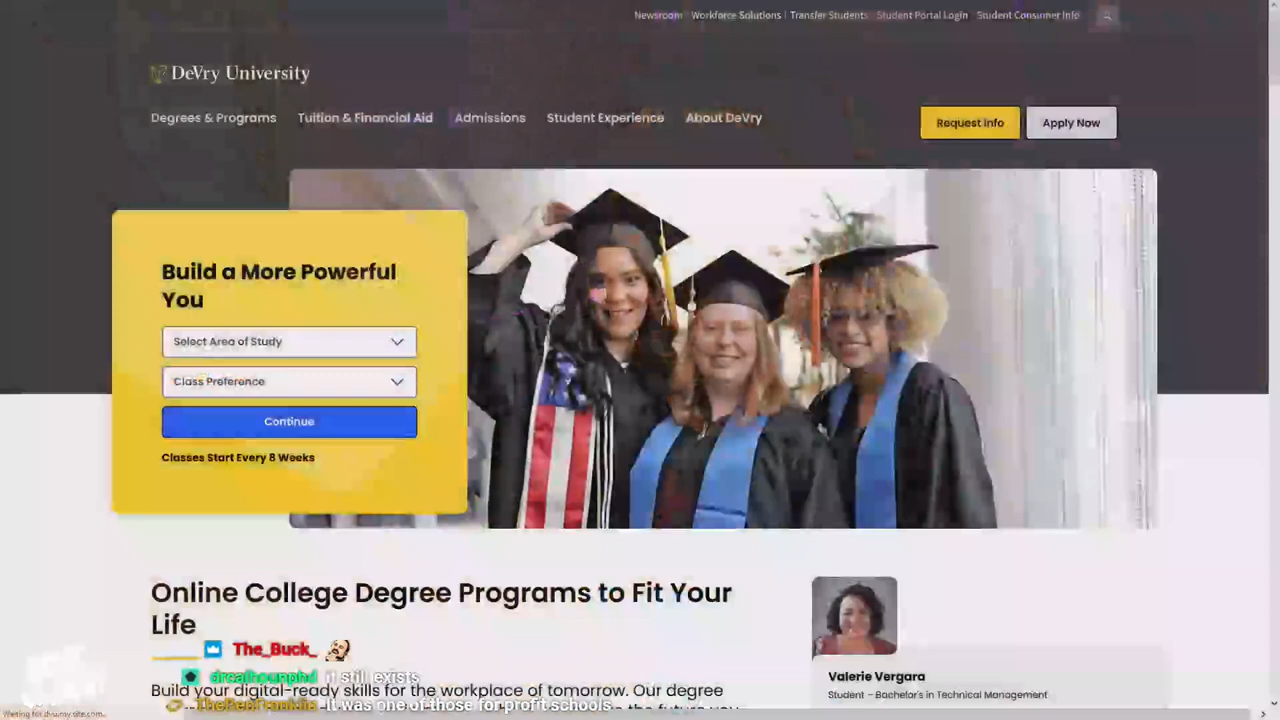 Newsroom
Workforce Solutions
Transfer Students
Student Portal Login
Student Consumer Info
DeVry University
Degrees & Programs
Tuition & Financial Aid
Admissions
Student Experience
About DeVry
Request Info
Apply Now
Build a More Powerful
You
Select Area of Study
Class Preference
Continue
Classes Start Every 8 Weeks
Online College Degree Programs to Fit Your
Life
The_Buck_
drcalhounphd it still exists
Build your digital-ready skills for the workplace of tomorrow. Our degree
TheBenFranklin it was one of those for profit schools
Valerie Vergara
Student - Bachelor's in Technical Management